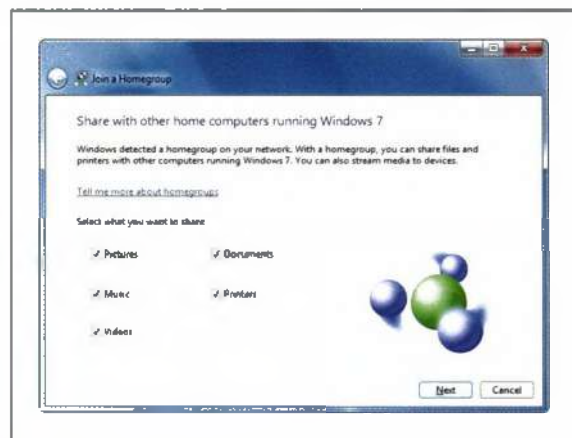 Join a Homegroup
Share with other home computers running Windows 7
Windows detected a homegroup on your network. With a homegroup, you can share files and
printers with other computers running Windows 7. You can also stream media to devices.
Tell me more about homegroups
Select what you want to share
Pictures
Documents
Music
Printers
Videos
Next
Cancel